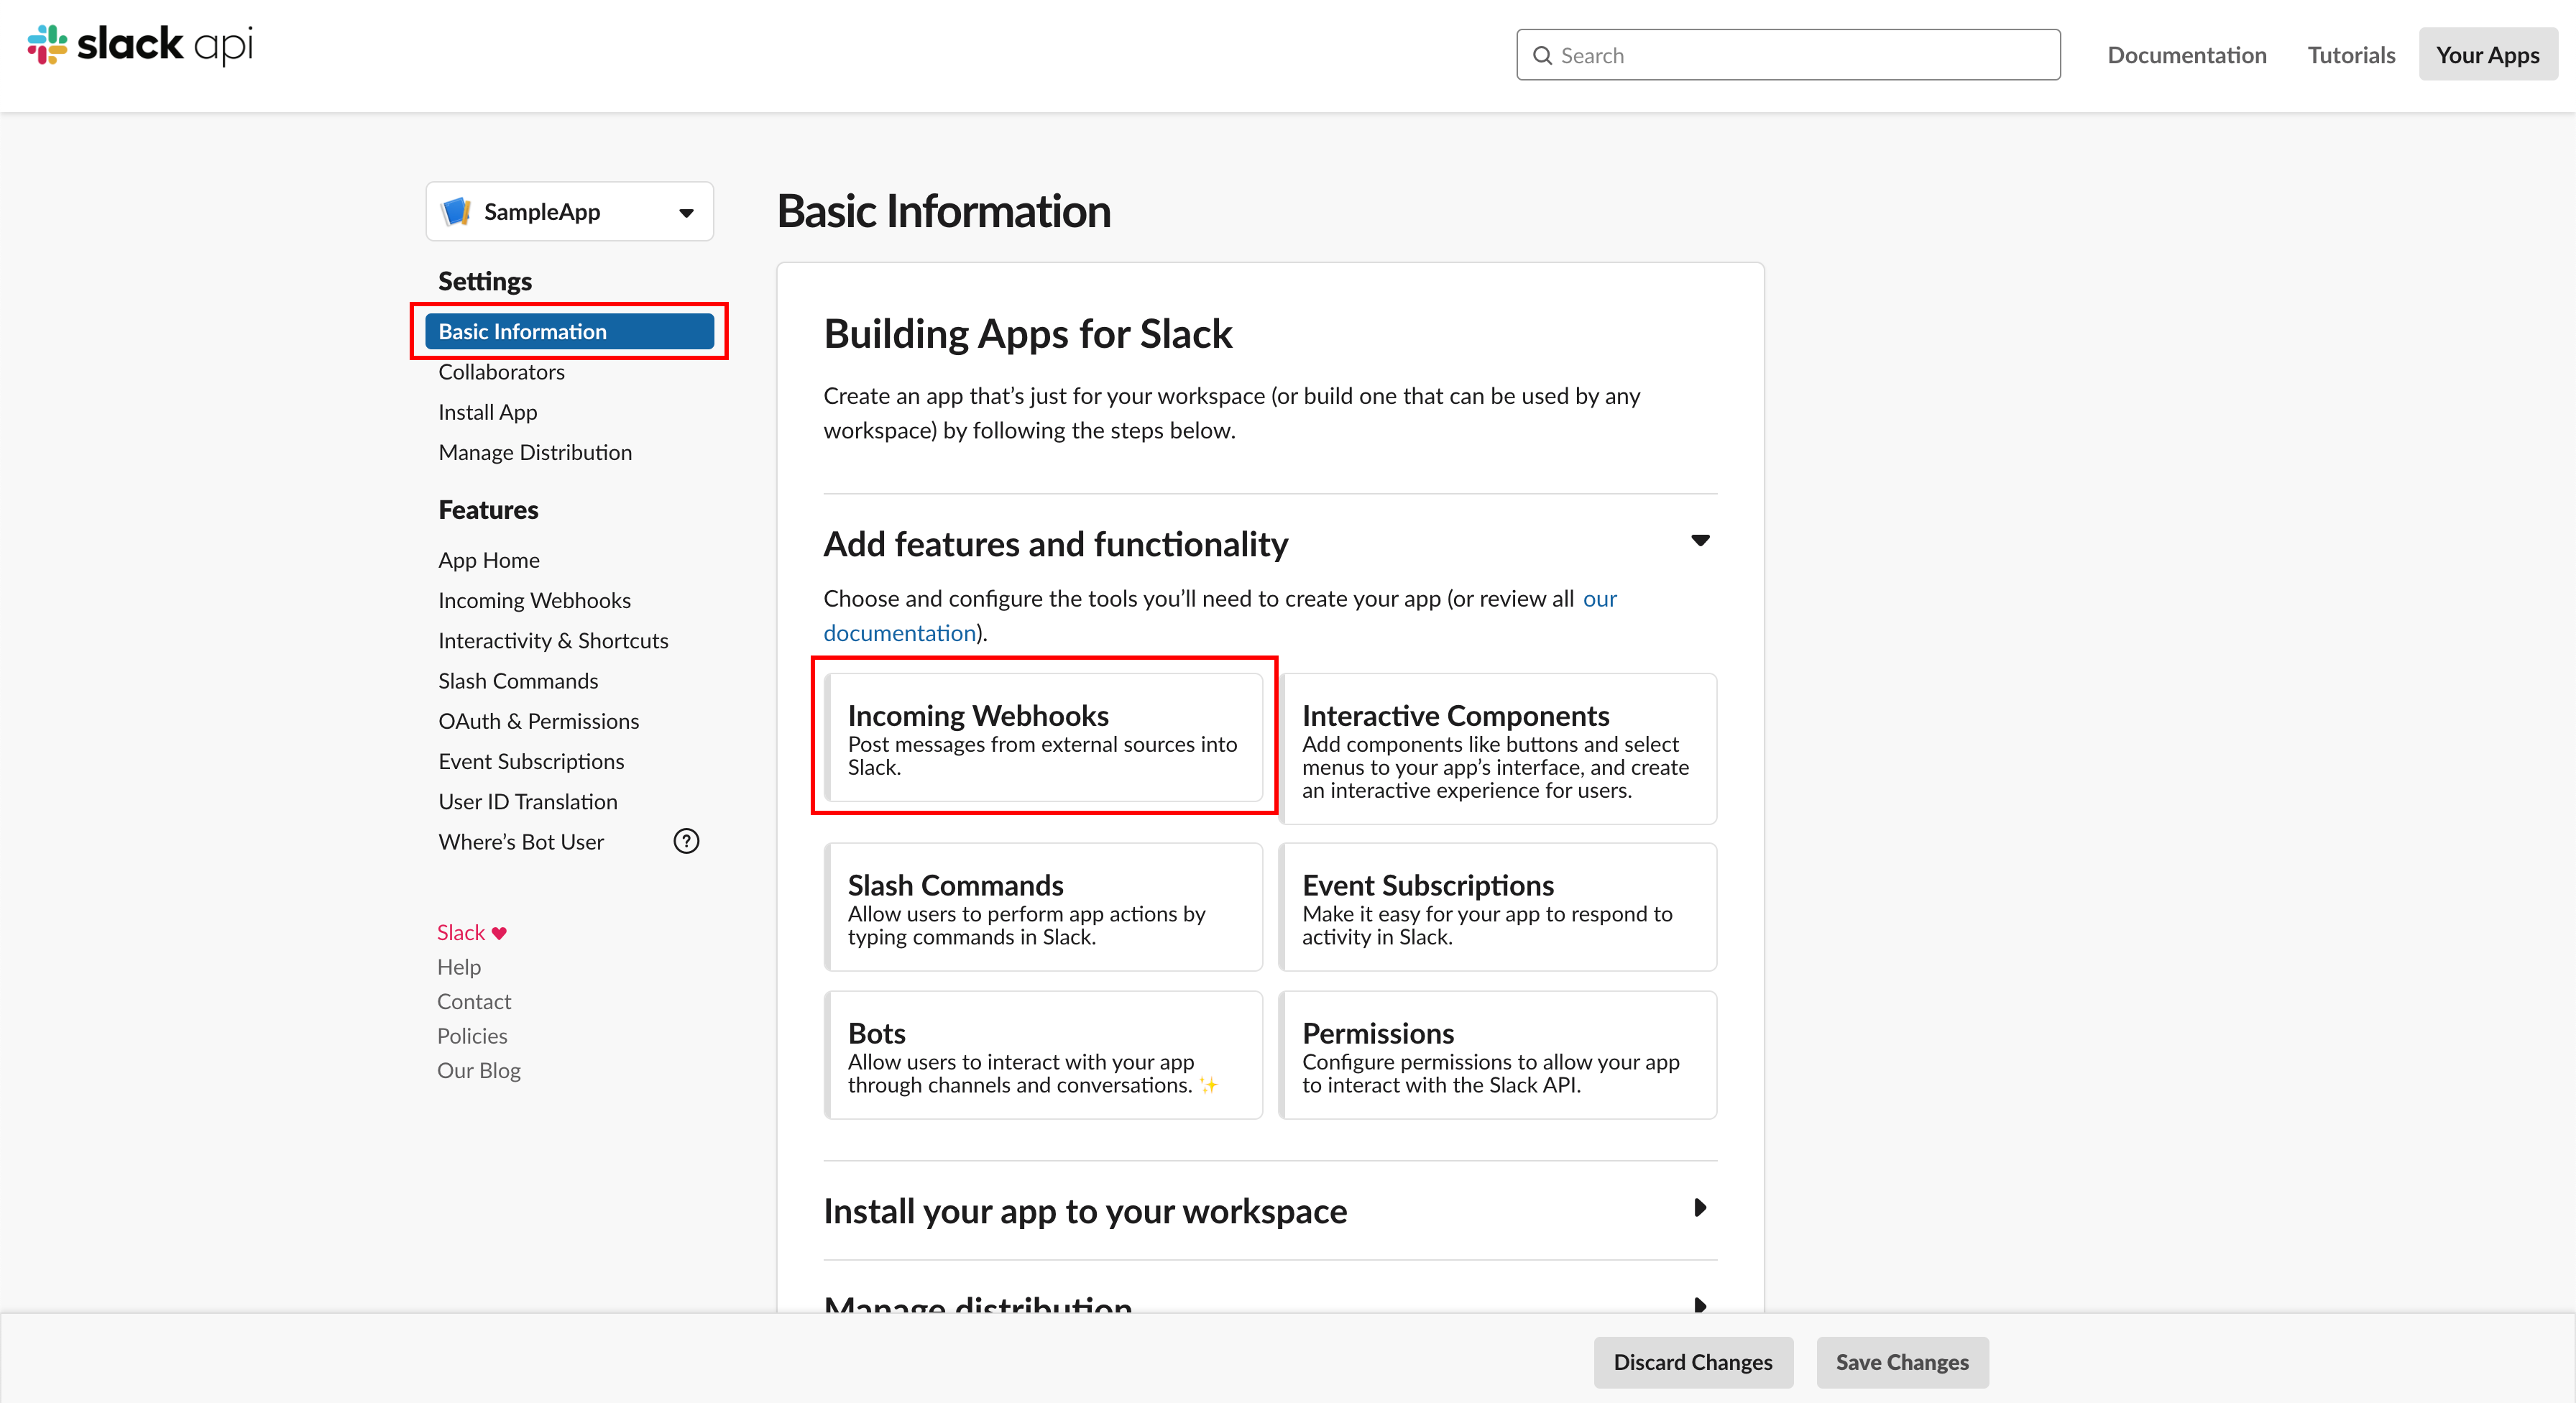 slack api
Search
Documentation
Tutorials
Your Apps
SampleApp
Settings
Basic Information
Collaborators
Install App
Manage Distribution
Features
App Home
Incoming Webhooks
Interactivity & Shortcuts
Slash Commands
OAuth & Permissions
Event Subscriptions
User ID Translation
Where’s Bot User
?
Slack
Help
Contact
Policies
Our Blog
Basic Information
Building Apps for Slack
Create an app that’s just for your workspace (or build one that can be used by any
workspace) by following the steps below.
Add features and functionality
Choose and configure the tools you’ll need to create your app (or review all our
documentation).
Incoming Webhooks
Post messages from external sources into
Slack.
Interactive Components
Add components like buttons and select
menus to your app’s interface, and create
an interactive experience for users.
Slash Commands
Allow users to perform app actions by
typing commands in Slack.
Event Subscriptions
Make it easy for your app to respond to
activity in Slack.
Bots
Allow users to interact with your app
through channels and conversations. ✨
Permissions
Configure permissions to allow your app
to interact with the Slack API.
Install your app to your workspace
Manage distribution
Discard Changes
Save Changes